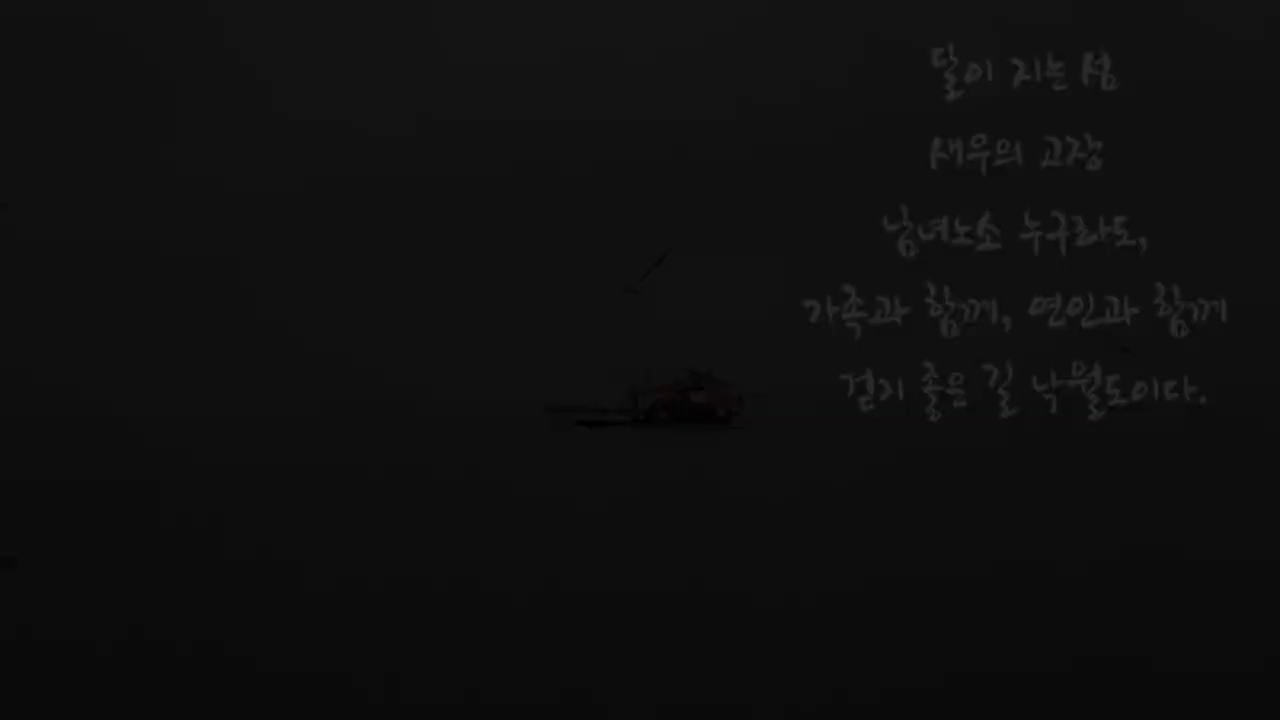 달이 지는 섬
새우의 고장
남녀노소 누구라도,
가족과 함께, 연인과 함께
걷기 좋은 길 낙월도이다.